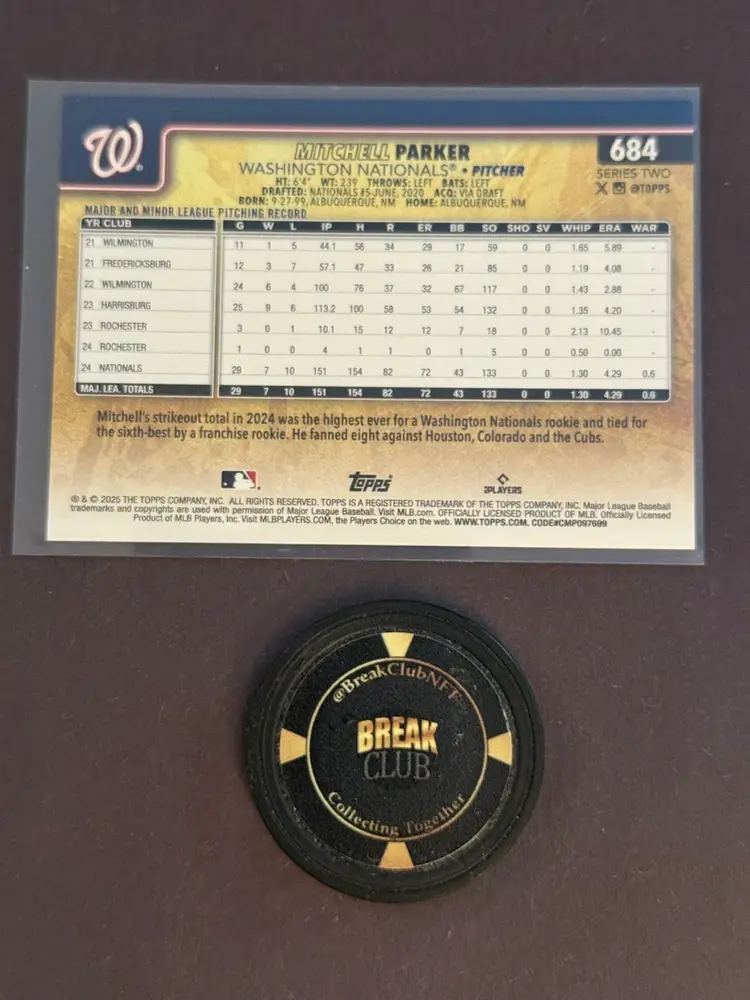 W
MITCHELL PARKER
684
WASHINGTON NATIONALS® • PITCHER
SERIES TWO
HT: 6'4" WT: 239 THROWS: LEFT BATS: LEFT
@TOPPS
DRAFTED: NATIONALS #5-JUNE, 2020 ACQ: VIA DRAFT
BORN: 9-27-99, ALBUQUERQUE, NM HOME: ALBUQUERQUE, NM
MAJOR AND MINOR LEAGUE PITCHING RECORD
YR CLUB G W L IP H R ER BB SO SHO SV WHIP ERA WAR
21 WILMINGTON 11 1 5 44.1 56 34 29 17 59 0 0 1.65 5.89 -
21 FREDERICKSBURG 12 3 7 57.1 47 33 26 21 85 0 0 1.19 4.08 -
22 WILMINGTON 24 6 4 100 76 37 32 67 117 0 0 1.43 2.88 -
23 HARRISBURG 25 9 6 113.2 100 58 53 54 132 0 0 1.35 4.20 -
23 ROCHESTER 3 0 1 10.1 15 12 12 7 18 0 0 2.13 10.45 -
24 ROCHESTER 1 0 0 4 1 1 0 1 5 0 0 0.50 0.00 -
24 NATIONALS 29 7 10 151 154 82 72 43 133 0 0 1.30 4.29 0.6
MAJ. LEA. TOTALS 29 7 10 151 154 82 72 43 133 0 0 1.30 4.29 0.6
Mitchell's strikeout total in 2024 was the highest ever for a Washington Nationals rookie and tied for
the sixth-best by a franchise rookie. He fanned eight against Houston, Colorado and the Cubs.
Topps®
PLAYERS
® & © 2025 THE TOPPS COMPANY, INC. ALL RIGHTS RESERVED. TOPPS IS A REGISTERED TRADEMARK OF THE TOPPS COMPANY, INC. Major League Baseball
trademarks and copyrights are used with permission of Major League Baseball. Visit MLB.com. OFFICIALLY LICENSED PRODUCT OF MLB. Officially Licensed
Product of MLB Players, Inc. Visit MLBPLAYERS.COM, the Players Choice on the web. WWW.TOPPS.COM. CODE#CMP097699
@BreakClubNFT
BREAK
CLUB
Collecting Together